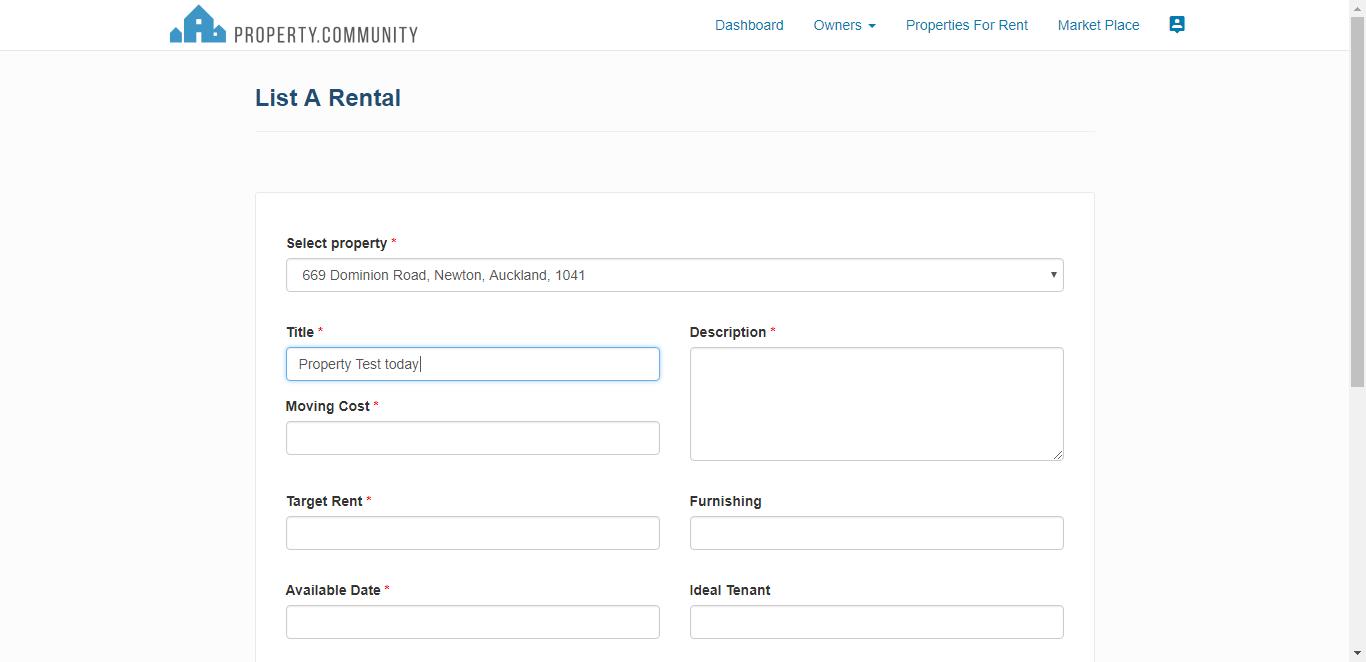 PROPERTY.COMMUNITY
Dashboard
Owners
Properties For Rent
Market Place
List A Rental
Select property *
669 Dominion Road, Newton, Auckland, 1041
Title *
Property Test today
Description *
Moving Cost *
Target Rent *
Furnishing
Available Date *
Ideal Tenant